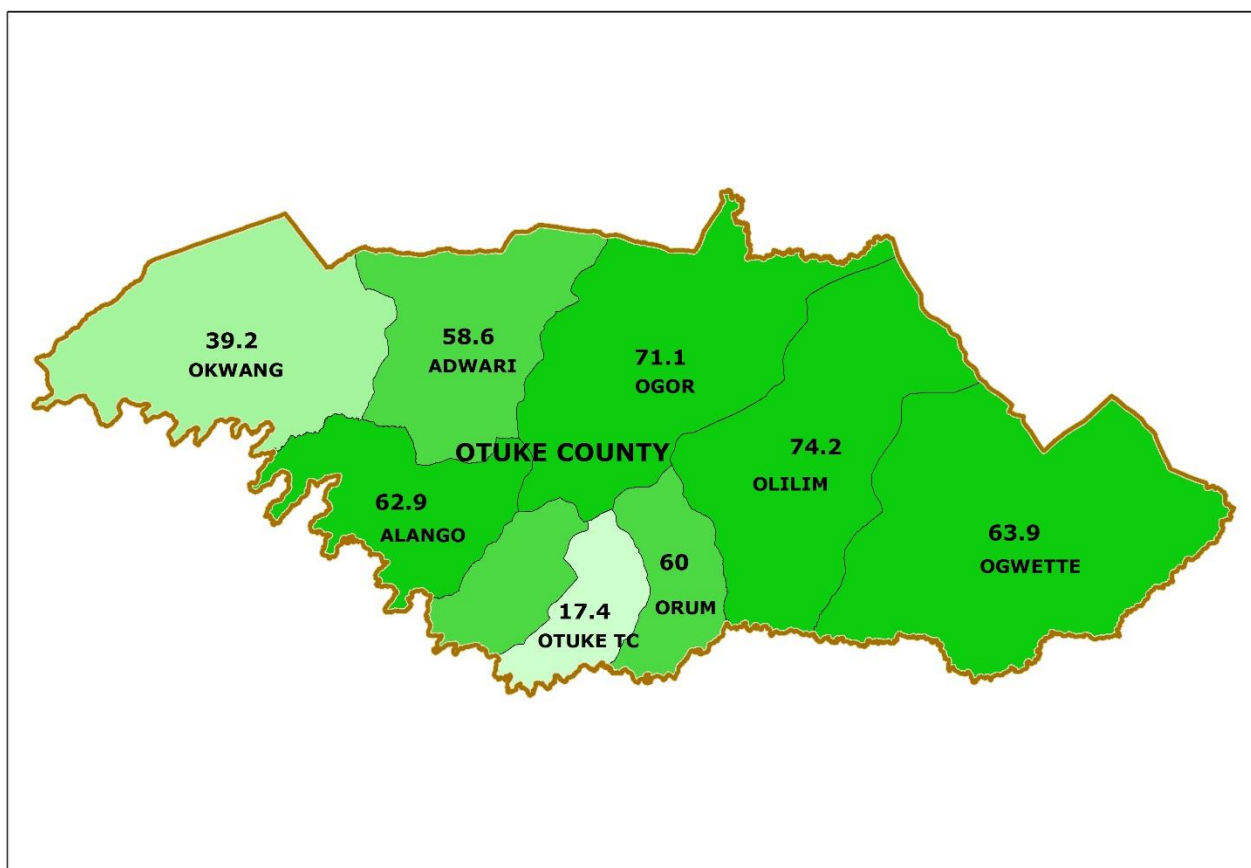 39.2
OKWANG
58.6
ADWARI
71.1
OGOR
OTUKE COUNTY
74.2
OLILIM
62.9
ALANGO
63.9
OGWETTE
60
ORUM
17.4
OTUKE TC